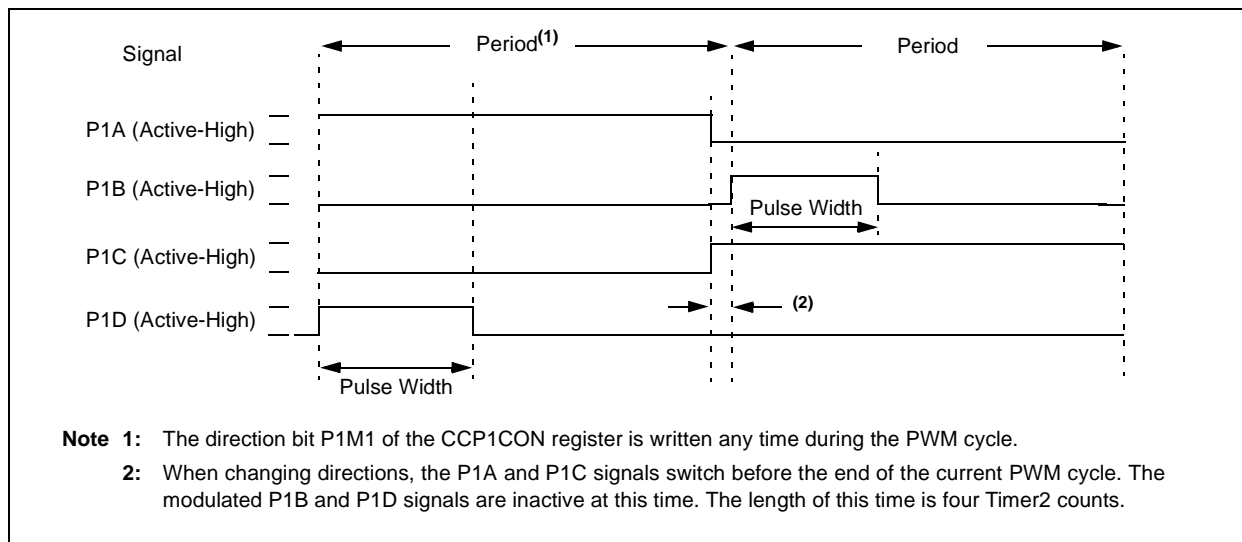 Signal
Period(1)
Period
P1A (Active-High)
P1B (Active-High)
Pulse Width
P1C (Active-High)
(2)
P1D (Active-High)
Pulse Width
Note 1: The direction bit P1M1 of the CCP1CON register is written any time during the PWM cycle.
2: When changing directions, the P1A and P1C signals switch before the end of the current PWM cycle. The
modulated P1B and P1D signals are inactive at this time. The length of this time is four Timer2 counts.